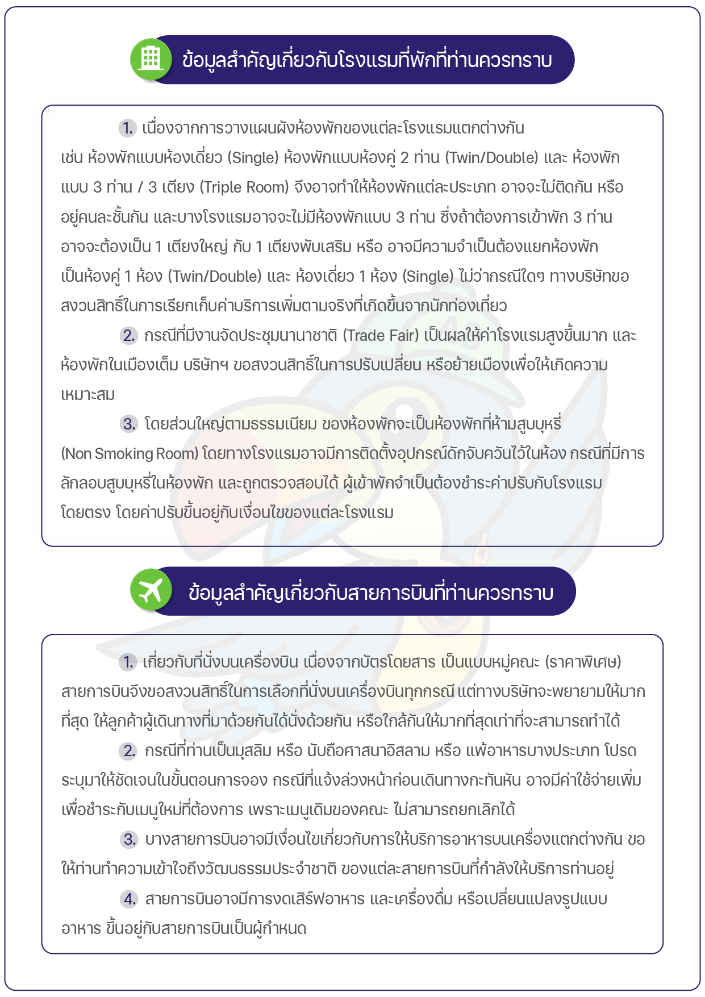 ข้อมูลสำคัญเกี่ยวกับโรงแรมที่พักที่ท่านควรทราบ
1. เนื่องจากการวางแผนผังห้องพักของแต่ละโรงแรมแตกต่างกัน
เช่น ห้องพักแบบห้องเดี่ยว (Single) ห้องพักแบบห้องคู่ 2 ท่าน (Twin/Double) และ ห้องพัก
แบบ 3 ท่าน / 3 เตียง (Triple Room) จึงอาจทำให้ห้องพักแต่ละประเภท อาจจะไม่ติดกัน หรือ
อยู่คนละชั้นกัน และบางโรงแรมอาจจะไม่มีห้องพักแบบ 3 ท่าน ซึ่งถ้าต้องการเข้าพัก 3 ท่าน
อาจจะต้องเป็น 1 เตียงใหญ่ กับ 1 เตียงพับเสริม หรือ อาจมีความจำเป็นต้องแยกห้องพัก
เป็นห้องคู่ 1 ห้อง (Twin/Double) และ ห้องเดี่ยว 1 ห้อง (Single) ไม่ว่ากรณีใดๆ ทางบริษัทขอ
สงวนสิทธิ์ในการเรียกเก็บค่าบริการเพิ่มตามจริงที่เกิดขึ้นจากนักท่องเที่ยว
2. กรณีที่มีงานจัดประชุมนานาชาติ (Trade Fair) เป็นผลให้ค่าโรงแรมสูงขึ้นมาก และ
ห้องพักในเมืองเต็ม บริษัทฯ ขอสงวนสิทธิ์ในการปรับเปลี่ยน หรือย้ายเมืองเพื่อให้เกิดความ
เหมาะสม
3. โดยส่วนใหญ่ตามธรรมเนียม ของห้องพักจะเป็นห้องพักที่ห้ามสูบบุหรี่
(Non Smoking Room) โดยทางโรงแรมอาจมีการติดตั้งอุปกรณ์ดักจับควันไว้ในห้อง กรณีที่มีการ
ลักลอบสูบบุหรี่ในห้องพัก และถูกตรวจสอบได้ ผู้เข้าพักจำเป็นต้องชำระค่าปรับกับโรงแรม
โดยตรง โดยค่าปรับขึ้นอยู่กับเงื่อนไขของแต่ละโรงแรม
ข้อมูลสำคัญเกี่ยวกับสายการบินที่ท่านควรทราบ
1. เกี่ยวกับที่นั่งบนเครื่องบิน เนื่องจากบัตรโดยสาร เป็นแบบหมู่คณะ (ราคาพิเศษ)
สายการบินจึงขอสงวนสิทธิ์ในการเลือกที่นั่งบนเครื่องบินทุกกรณี แต่ทางบริษัทจะพยายามให้มาก
ที่สุด ให้ลูกค้าผู้เดินทางที่มาด้วยกันได้นั่งด้วยกัน หรือใกล้กันให้มากที่สุดเท่าที่จะสามารถทำได้
2. กรณีที่ท่านเป็นมุสลิม หรือ นับถือศาสนาอิสลาม หรือ แพ้อาหารบางประเภท โปรด
ระบุมาให้ชัดเจนในขั้นตอนการจอง กรณีที่แจ้งล่วงหน้าก่อนเดินทางกะทันหัน อาจมีค่าใช้จ่ายเพิ่ม
เพื่อชำระกับเมนูใหม่ที่ต้องการ เพราะเมนูเดิมของคณะ ไม่สามารถยกเลิกได้
3. บางสายการบินอาจมีเงื่อนไขเกี่ยวกับการให้บริการอาหารบนเครื่องแตกต่างกัน ขอ
ให้ท่านทำความเข้าใจถึงวัฒนธรรมประจำชาติ ของแต่ละสายการบินที่กำลังให้บริการท่านอยู่
4. สายการบินอาจมีการงดเสิร์ฟอาหาร และเครื่องดื่ม หรือเปลี่ยนแปลงรูปแบบ
อาหาร ขึ้นอยู่กับสายการบินเป็นผู้กำหนด